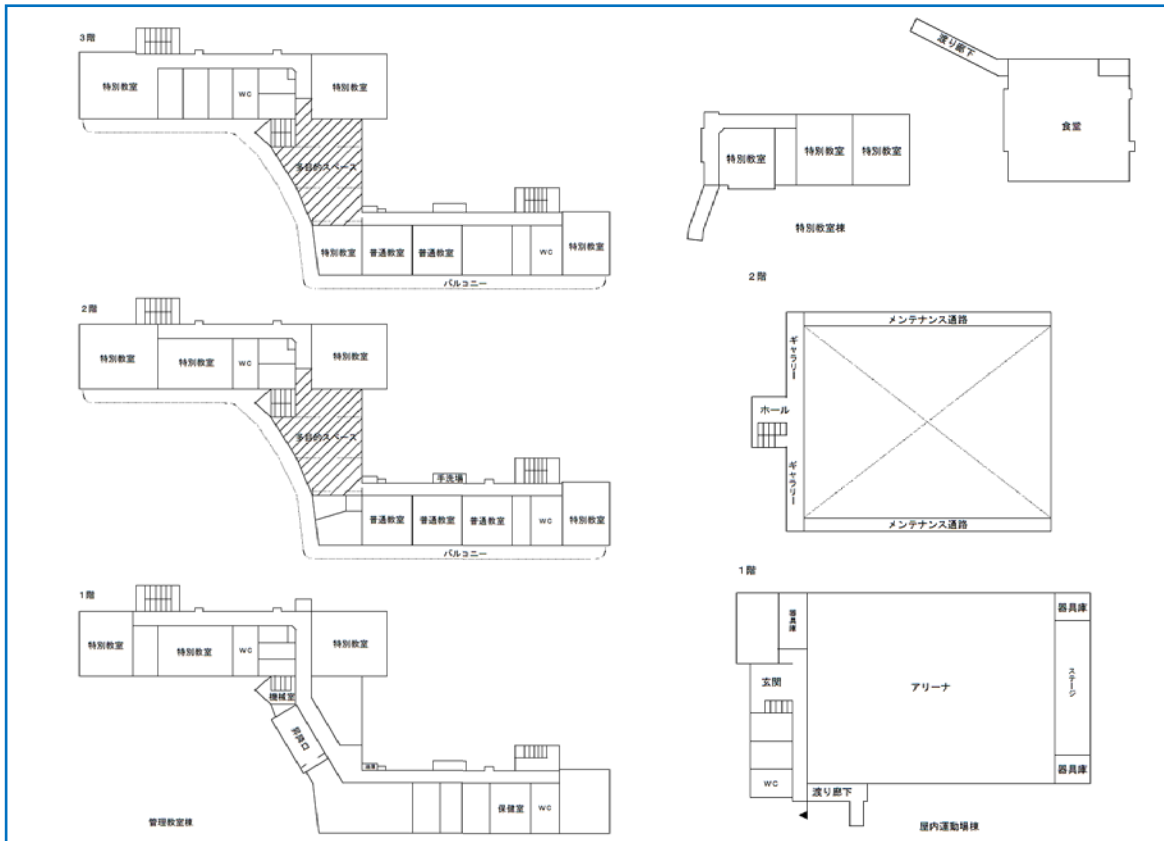 3階
特別教室
WC
特別教室
多目的スペース
特別教室
普通教室
普通教室
WC
特別教室
バルコニー
2階
特別教室
特別教室
WC
特別教室
多目的スペース
手洗場
普通教室
普通教室
普通教室
WC
特別教室
バルコニー
1階
特別教室
特別教室
WC
特別教室
機械室
昇降口
保健室
WC
管理教室棟
渡り廊下
食堂
特別教室
特別教室
特別教室
特別教室棟
2階
メンテナンス通路
ギャラリー
ホール
ギャラリー
メンテナンス通路
1階
器具庫
器具庫
玄関
アリーナ
ステージ
器具庫
WC
渡り廊下
屋内運動場棟